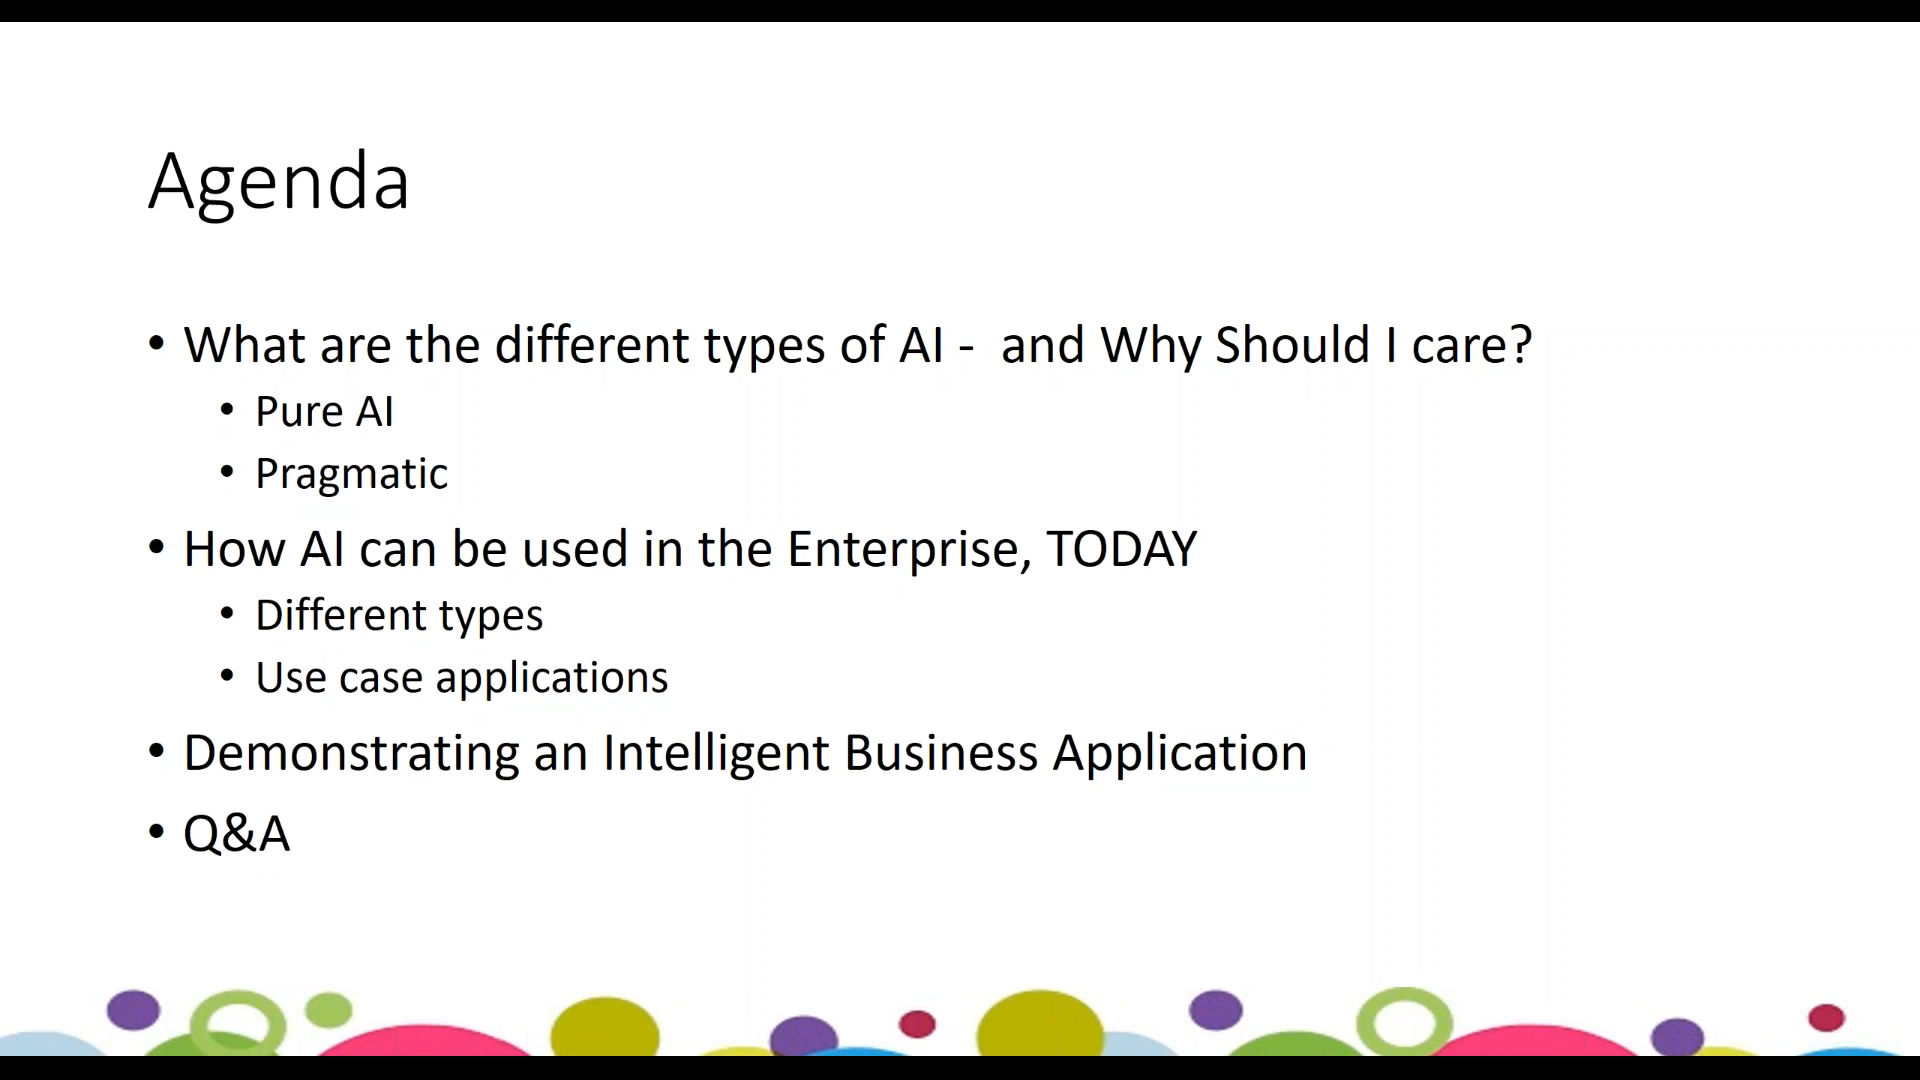 Agenda
• What are the different types of AI -  and Why Should I care?
• Pure AI
• Pragmatic
• How AI can be used in the Enterprise, TODAY
• Different types
• Use case applications
• Demonstrating an Intelligent Business Application
• Q&A